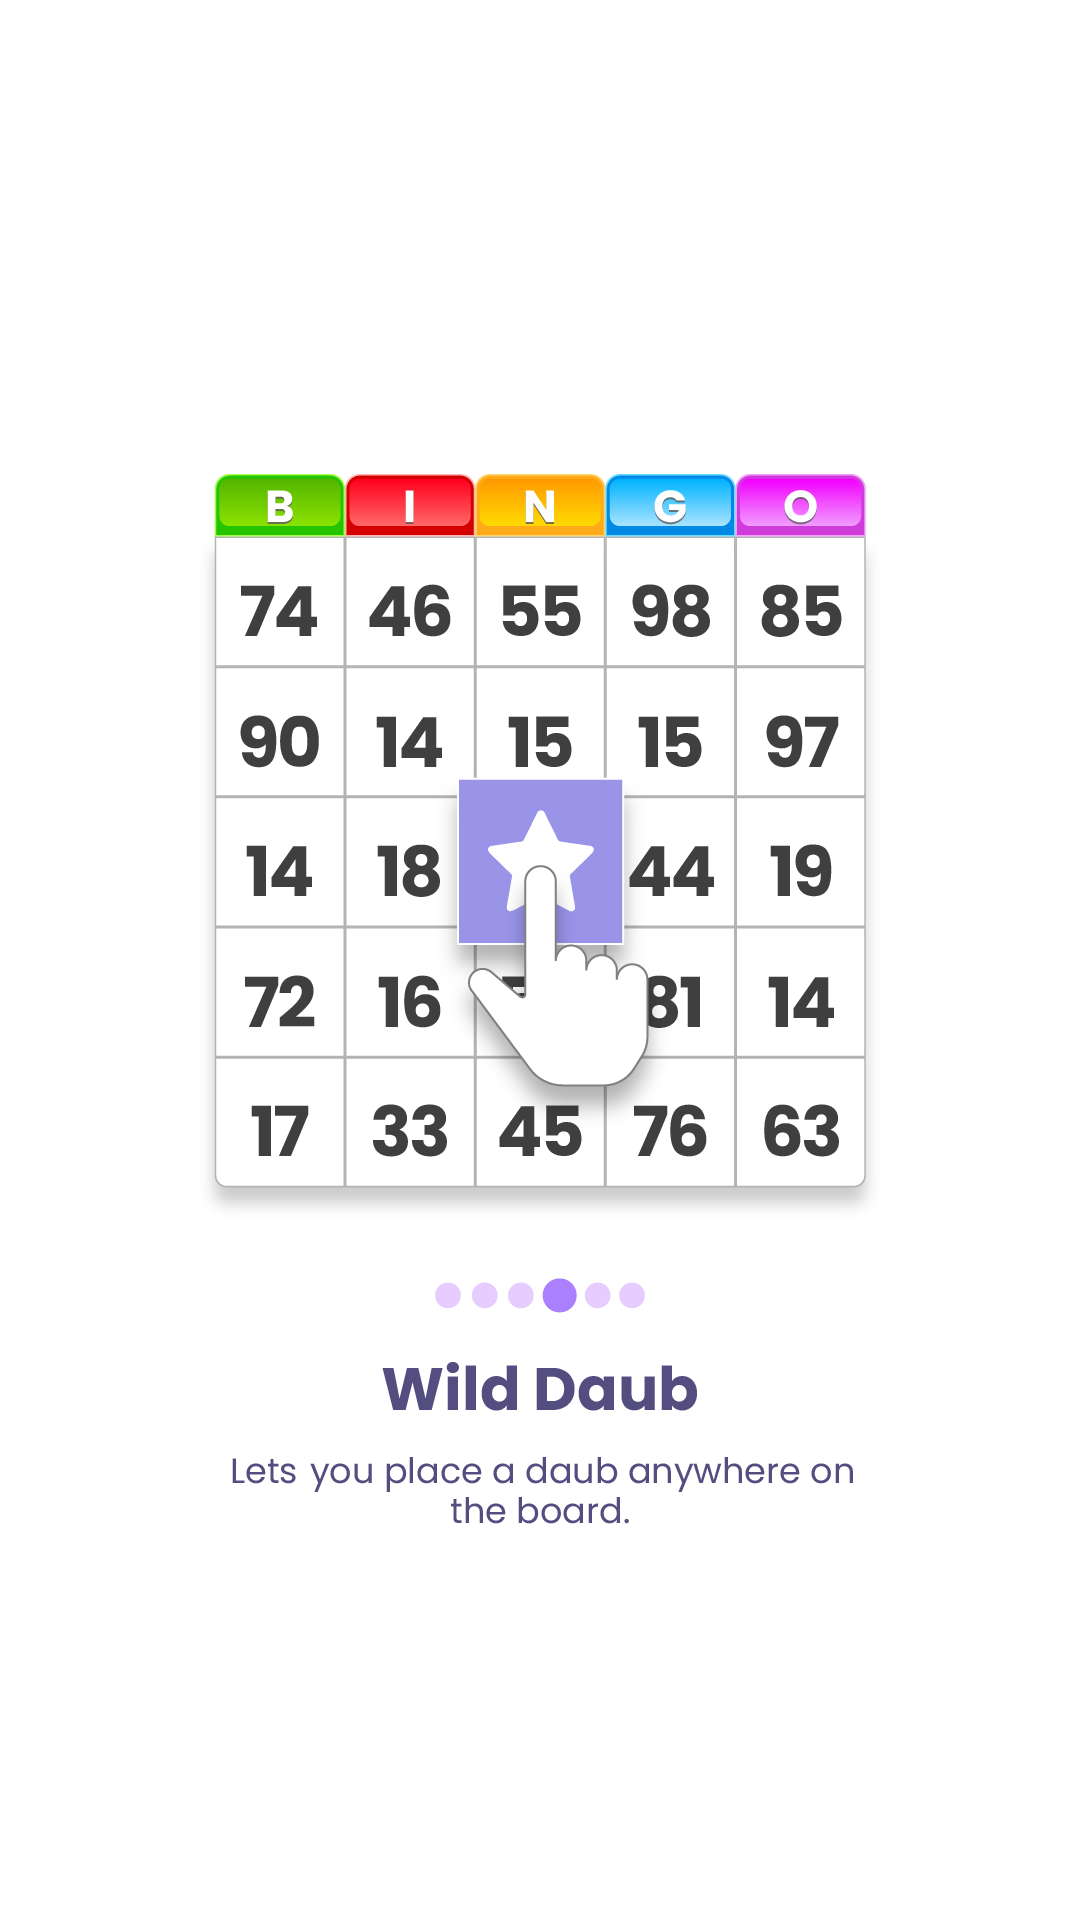 B I N G O
74 46 55 98 85
90 14 15 15 97
14 18 44 19
72 16 81 14
17 33 45 76 63
Wild Daub
Lets you place a daub anywhere on
the board.